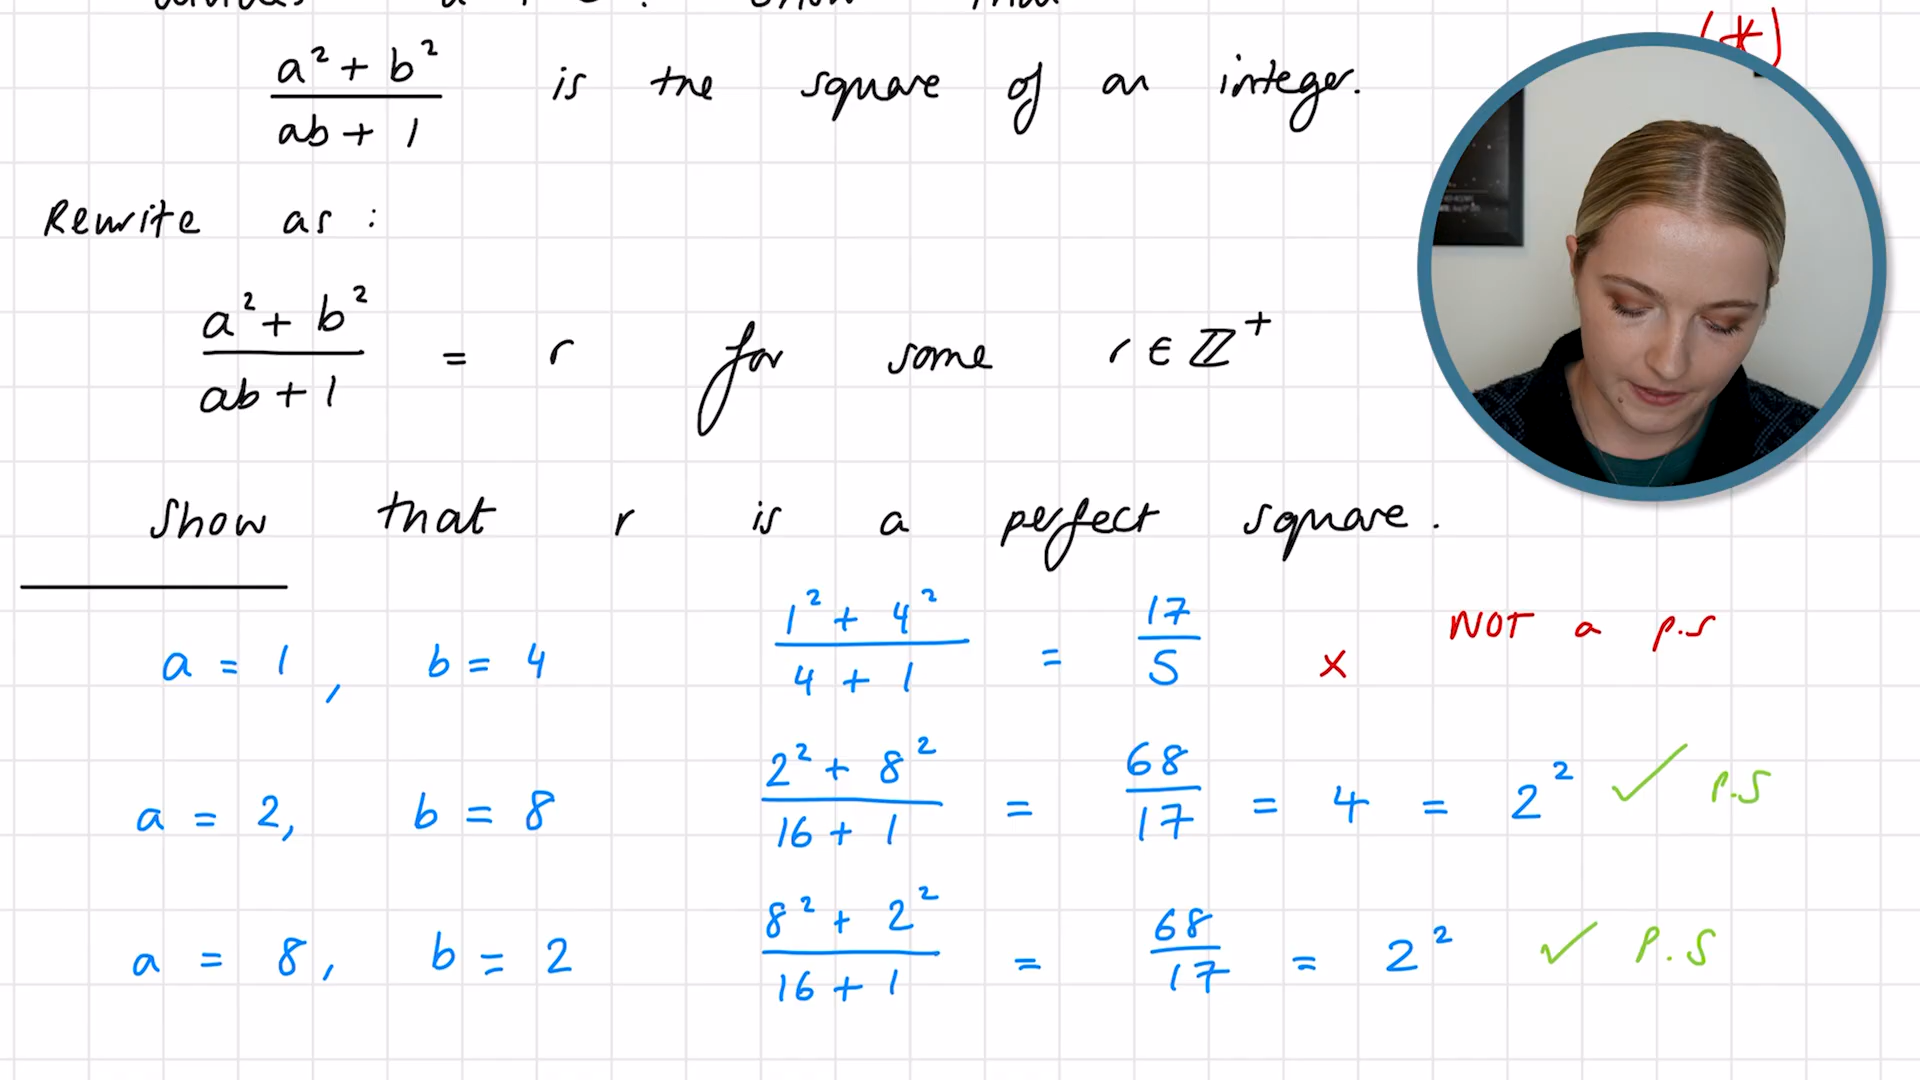 (*)
a² + b²
ab + 1
is the square of an integer.
Rewrite as :
a² + b²
ab + 1
= r for some r ∈ ℤ⁺
Show that r is a perfect square.
a = 1 , b = 4
1² + 4²
4 + 1
=
17
5
× NOT a p.s
a = 2, b = 8
2² + 8²
16 + 1
=
68
17
= 4 = 2² ✓ P.S
a = 8, b = 2
8² + 2²
16 + 1
=
68
17
= 2² ✓ P.S